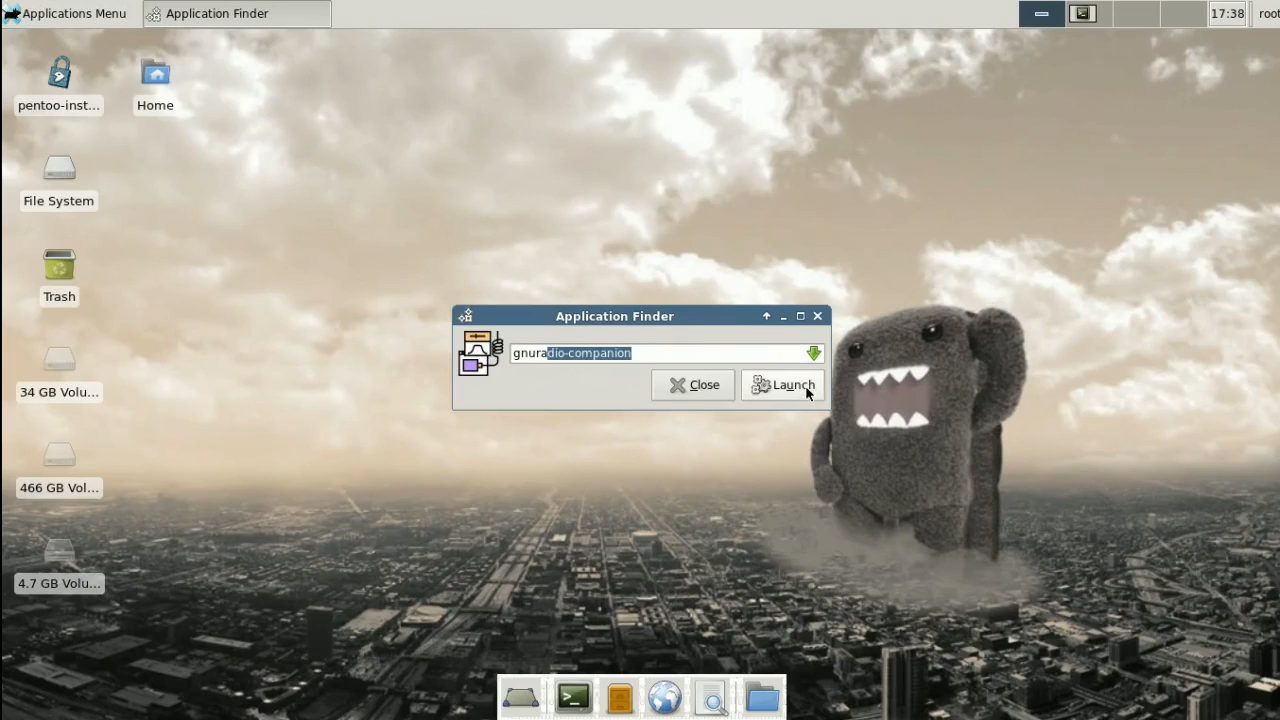 Applications Menu
Application Finder
17:38
root
pentoo-inst...
Home
File System
Trash
34 GB Volu...
466 GB Vol...
4.7 GB Volu...
Application Finder
gnuradio-companion
Close
Launch